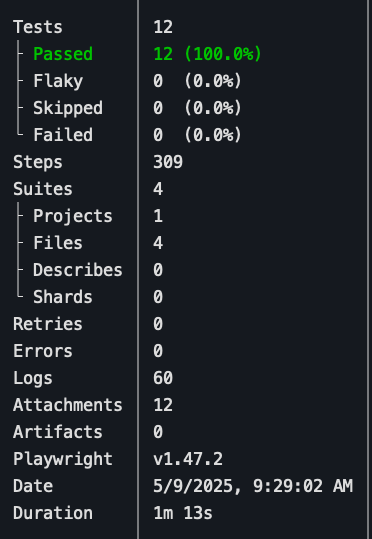 Tests 12
Passed 12 (100.0%)
Flaky 0 (0.0%)
Skipped 0 (0.0%)
Failed 0 (0.0%)
Steps 309
Suites 4
Projects 1
Files 4
Describes 0
Shards 0
Retries 0
Errors 0
Logs 60
Attachments 12
Artifacts 0
Playwright v1.47.2
Date 5/9/2025, 9:29:02 AM
Duration 1m 13s